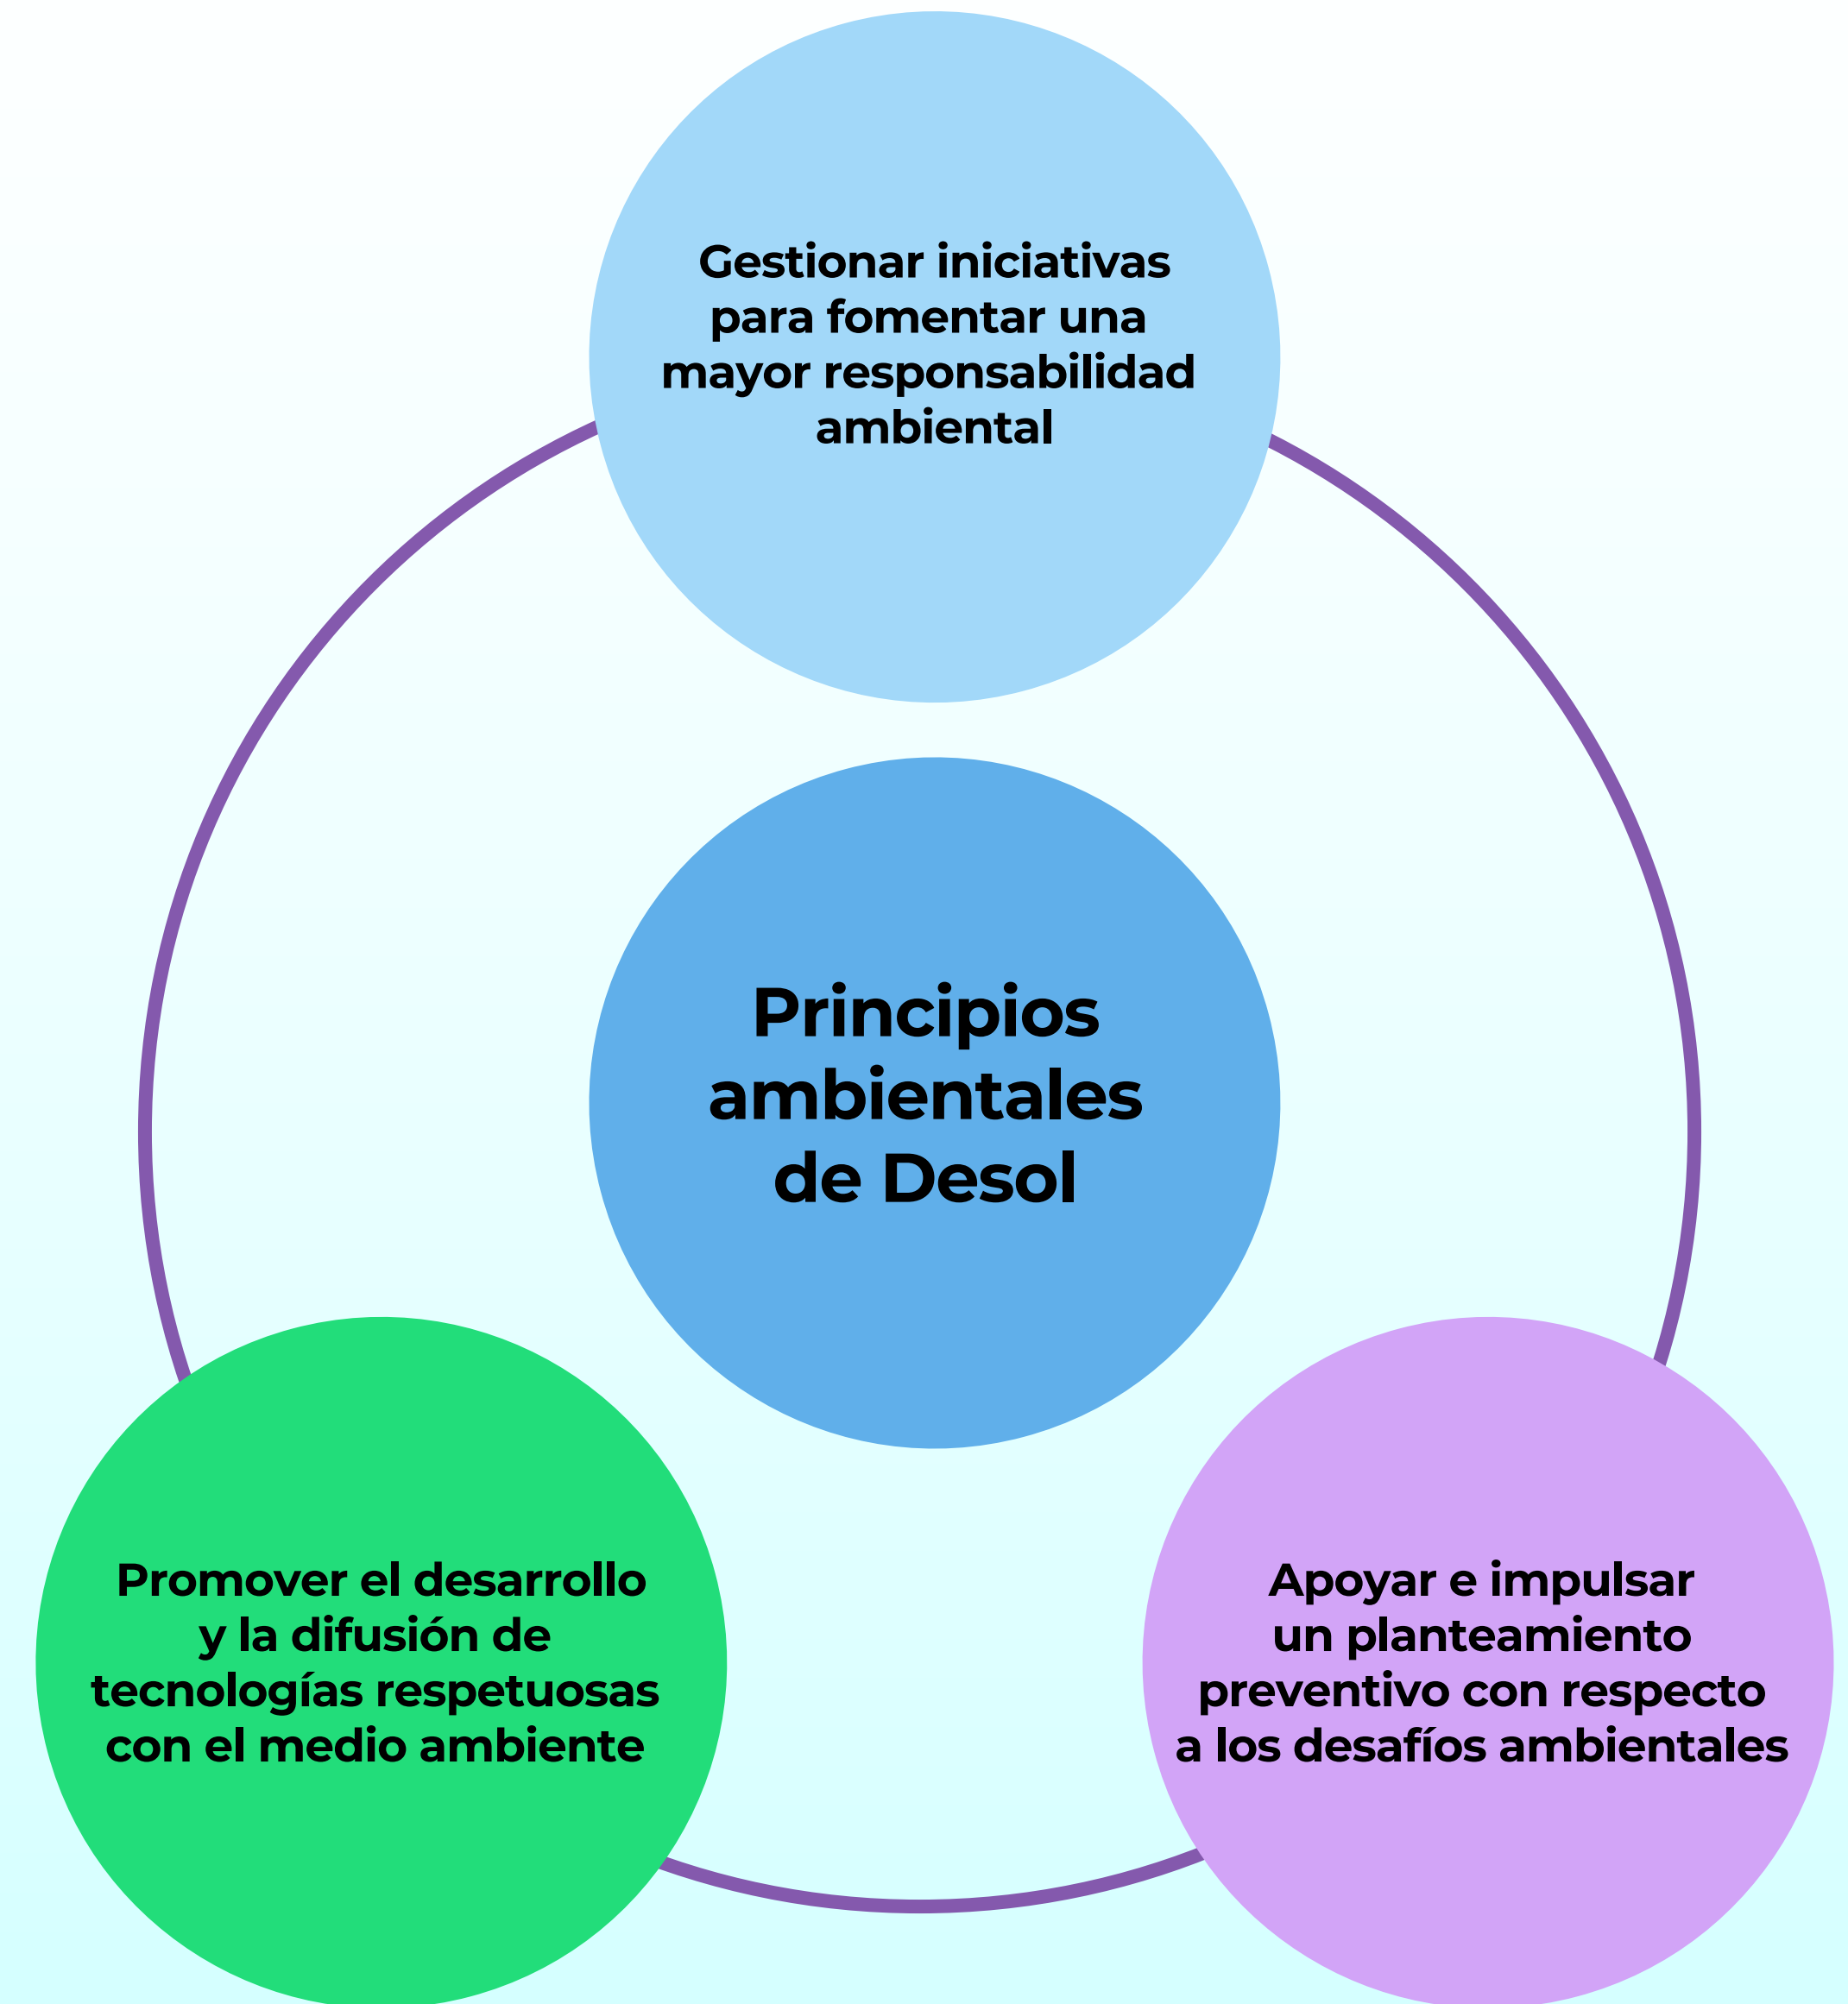 Gestionar iniciativas
para fomentar una
mayor responsabilidad
ambiental
Principios
ambientales
de Desol
Promover el desarrollo
y la difusión de
tecnologías respetuosas
con el medio ambiente
Apoyar e impulsar
un planteamiento
preventivo con respecto
a los desafíos ambientales